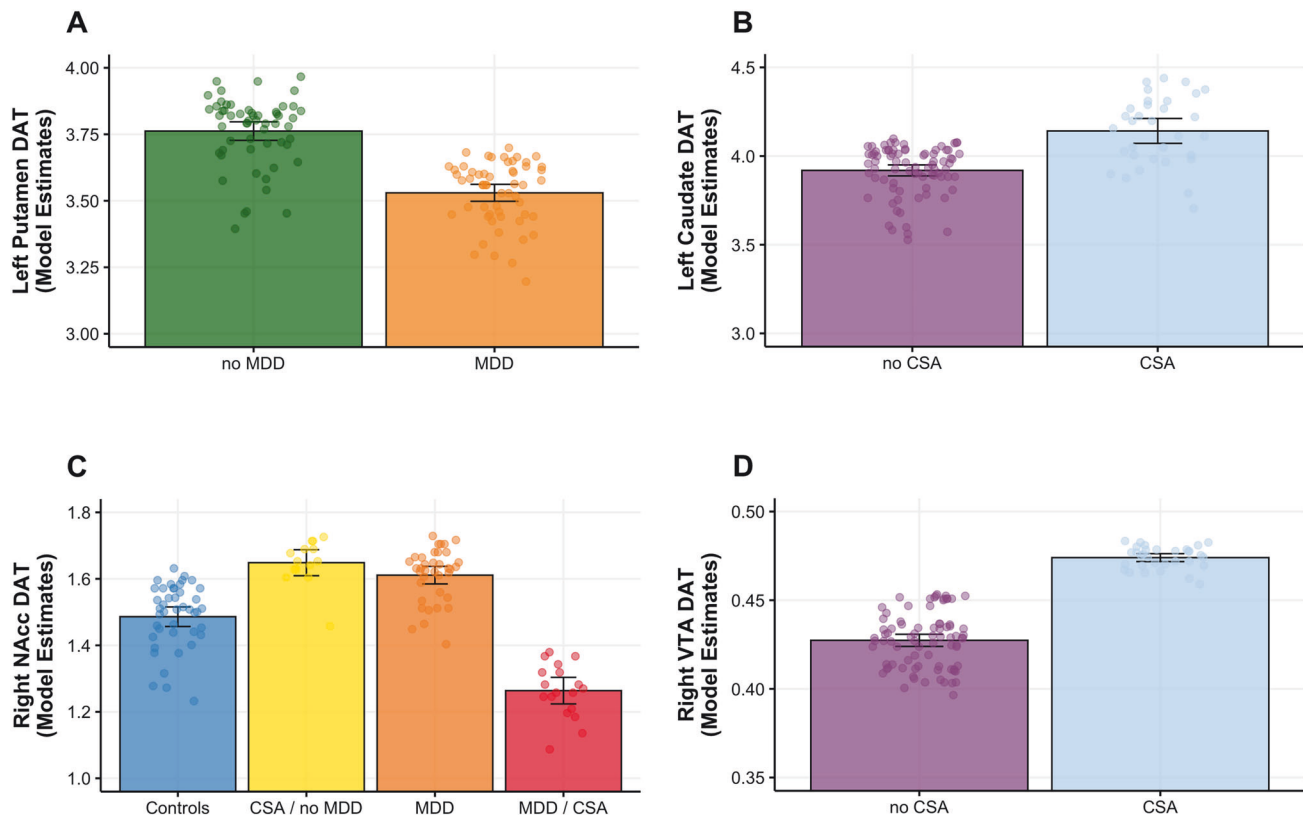 A
Left Putamen DAT
(Model Estimates)
4.00
3.75
3.50
3.25
3.00
no MDD
MDD
B
Left Caudate DAT
(Model Estimates)
4.5
4.0
3.5
3.0
no CSA
CSA
C
Right NAcc DAT
(Model Estimates)
1.8
1.6
1.4
1.2
1.0
Controls
CSA / no MDD
MDD
MDD / CSA
D
Right VTA DAT
(Model Estimates)
0.50
0.45
0.40
0.35
no CSA
CSA